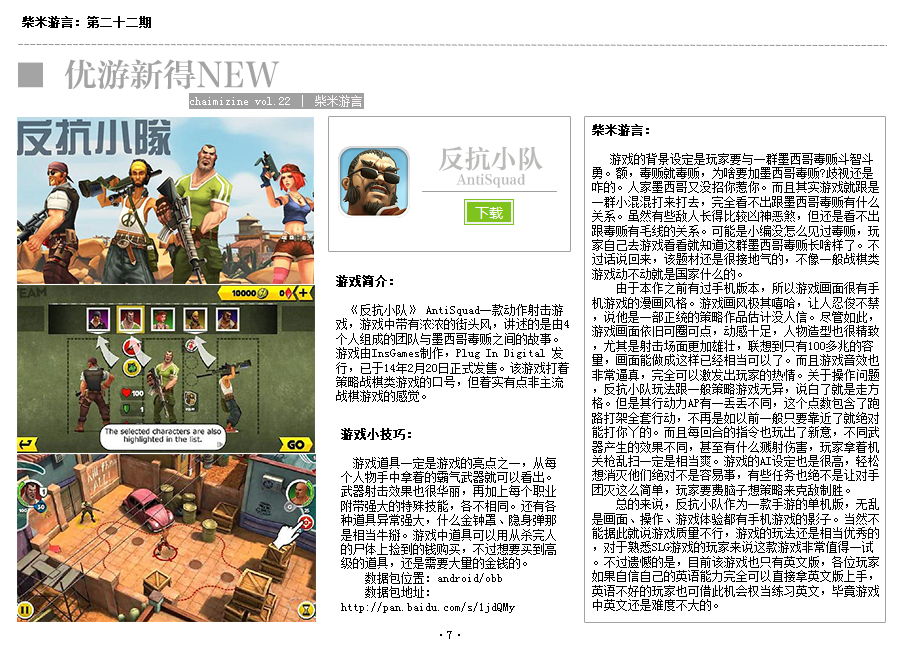 柴米游言：第二十二期
优游新得NEW
chaimizine vol.22 | 柴米游言
反抗小隊
EAM
10000
0
100
1
The selected characters are also
highlighted in the list.
GO
反抗小队
AntiSquad
下载
游戏简介：
《反抗小队》 AntiSquad一款动作射击游
戏，游戏中带有浓浓的街头风，讲述的是由4
个人组成的团队与墨西哥毒贩之间的故事。
游戏由InsGames制作，Plug In Digital 发
行，已于14年2月20日正式发售。该游戏打着
策略战棋类游戏的口号，但着实有点非主流
战棋游戏的感觉。
游戏小技巧：
游戏道具一定是游戏的亮点之一，从每
个人物手中拿着的霸气武器就可以看出。
武器射击效果也很华丽，再加上每个职业
附带强大的特殊技能，各不相同。还有各
种道具异常强大，什么金钟罩、隐身弹那
是相当牛掰。游戏中道具可以用从杀完人
的尸体上捡到的钱购买，不过想要买到高
级的道具，还是需要大量的金钱的。
数据包位置：android/obb
数据包地址：
http://pan.baidu.com/s/1jdQMy
柴米游言：
游戏的背景设定是玩家要与一群墨西哥毒贩斗智斗
勇。额，毒贩就毒贩，为啥要加墨西哥毒贩?歧视还是
咋的。人家墨西哥又没招你惹你。而且其实游戏就跟是
一群小混混打来打去，完全看不出跟墨西哥毒贩有什么
关系。虽然有些敌人长得比较凶神恶煞，但还是看不出
跟毒贩有毛线的关系。可能是小编没怎么见过毒贩，玩
家自己去游戏看看就知道这群墨西哥毒贩长啥样了。不
过话说回来，该题材还是很接地气的，不像一般战棋类
游戏动不动就是国家什么的。
由于本作之前有过手机版本，所以游戏画面很有手
机游戏的漫画风格。游戏画风极其嘻哈，让人忍俊不禁
，说他是一部正统的策略作品估计没人信。尽管如此，
游戏画面依旧可圈可点，动感十足，人物造型也很精致
，尤其是射击场面更加雄壮，联想到只有100多兆的容
量，画面能做成这样已经相当可以了。而且游戏音效也
非常逼真，完全可以激发出玩家的热情。关于操作问题
，反抗小队玩法跟一般策略游戏无异，说白了就是走方
格。但是其行动力AP有一丢丢不同，这个点数包含了跑
路打架全套行动，不再是如以前一般只要靠近了就绝对
能打你丫的。而且每回合的指令也玩出了新意，不同武
器产生的效果不同，甚至有什么溅射伤害，玩家拿着机
关枪乱扫一定是相当爽。游戏的AI设定也是很高，轻松
想消灭他们绝对不是容易事，有些任务也绝不是让对手
团灭这么简单，玩家要费脑子想策略来克敌制胜。
总的来说，反抗小队作为一款手游的单机版，无乱
是画面、操作、游戏体验都有手机游戏的影子。当然不
能据此就说游戏质量不行，游戏的玩法还是相当优秀的
，对于熟悉SLG游戏的玩家来说这款游戏非常值得一试
。不过遗憾的是，目前该游戏也只有英文版，各位玩家
如果自信自己的英语能力完全可以直接拿英文版上手，
英语不好的玩家也可借此机会权当练习英文，毕竟游戏
中英文还是难度不大的。
·7·